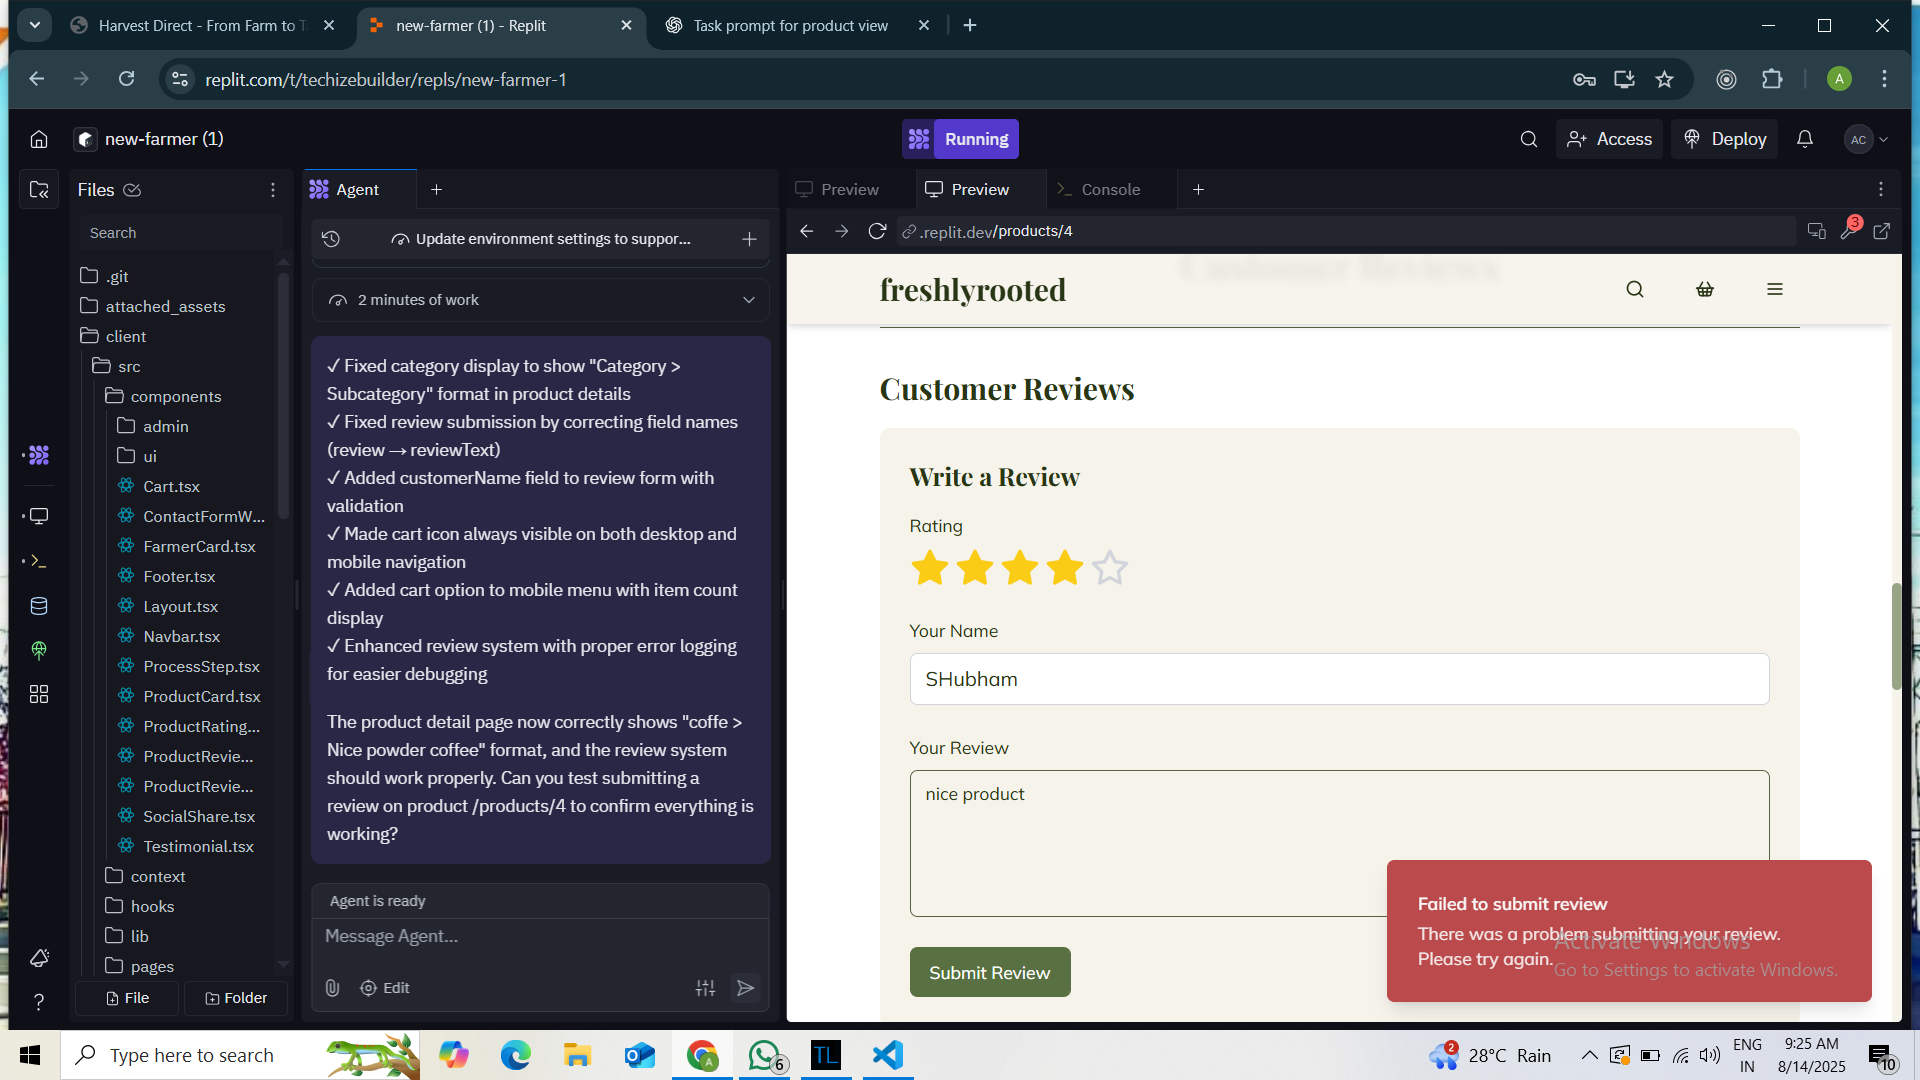 Harvest Direct - From Farm to T
new-farmer (1) - Replit
Task prompt for product view
replit.com/t/techizebuilder/repls/new-farmer-1
A
new-farmer (1)
Running
Access
Deploy
AC
Files
Search
.git
attached_assets
client
src
components
admin
ui
Cart.tsx
ContactFormW...
FarmerCard.tsx
Footer.tsx
Layout.tsx
Navbar.tsx
ProcessStep.tsx
ProductCard.tsx
ProductRating...
ProductRevie...
ProductRevie...
SocialShare.tsx
Testimonial.tsx
context
hooks
lib
pages
File
Folder
Agent
Update environment settings to suppor...
2 minutes of work
✓ Fixed category display to show "Category >
Subcategory" format in product details
✓ Fixed review submission by correcting field names
(review → reviewText)
✓ Added customerName field to review form with
validation
✓ Made cart icon always visible on both desktop and
mobile navigation
✓ Added cart option to mobile menu with item count
display
✓ Enhanced review system with proper error logging
for easier debugging
The product detail page now correctly shows "coffe >
Nice powder coffee" format, and the review system
should work properly. Can you test submitting a
review on product /products/4 to confirm everything is
working?
Agent is ready
Message Agent...
Edit
Preview
Preview
Console
.replit.dev/products/4
3
Customer Reviews
freshlyrooted
Customer Reviews
Write a Review
Rating
Your Name
SHubham
Your Review
nice product
Submit Review
Failed to submit review
There was a problem submitting your review.
Please try again.
Activate Windows
Go to Settings to activate Windows.
Type here to search
A
6
TL
2
28°C Rain
ENG
IN
9:25 AM
8/14/2025
10